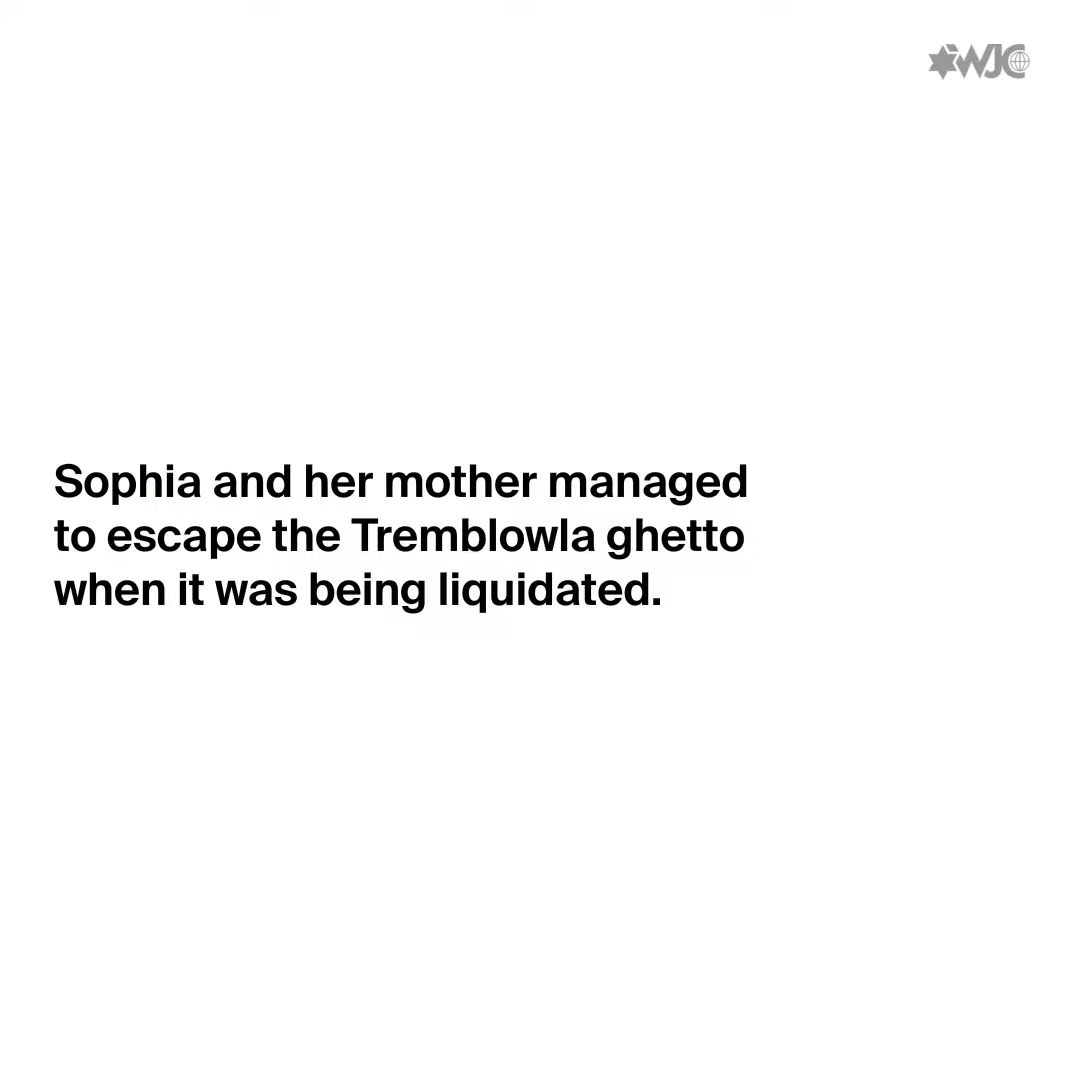 WJC
Sophia and her mother managed
to escape the Tremblowla ghetto
when it was being liquidated.